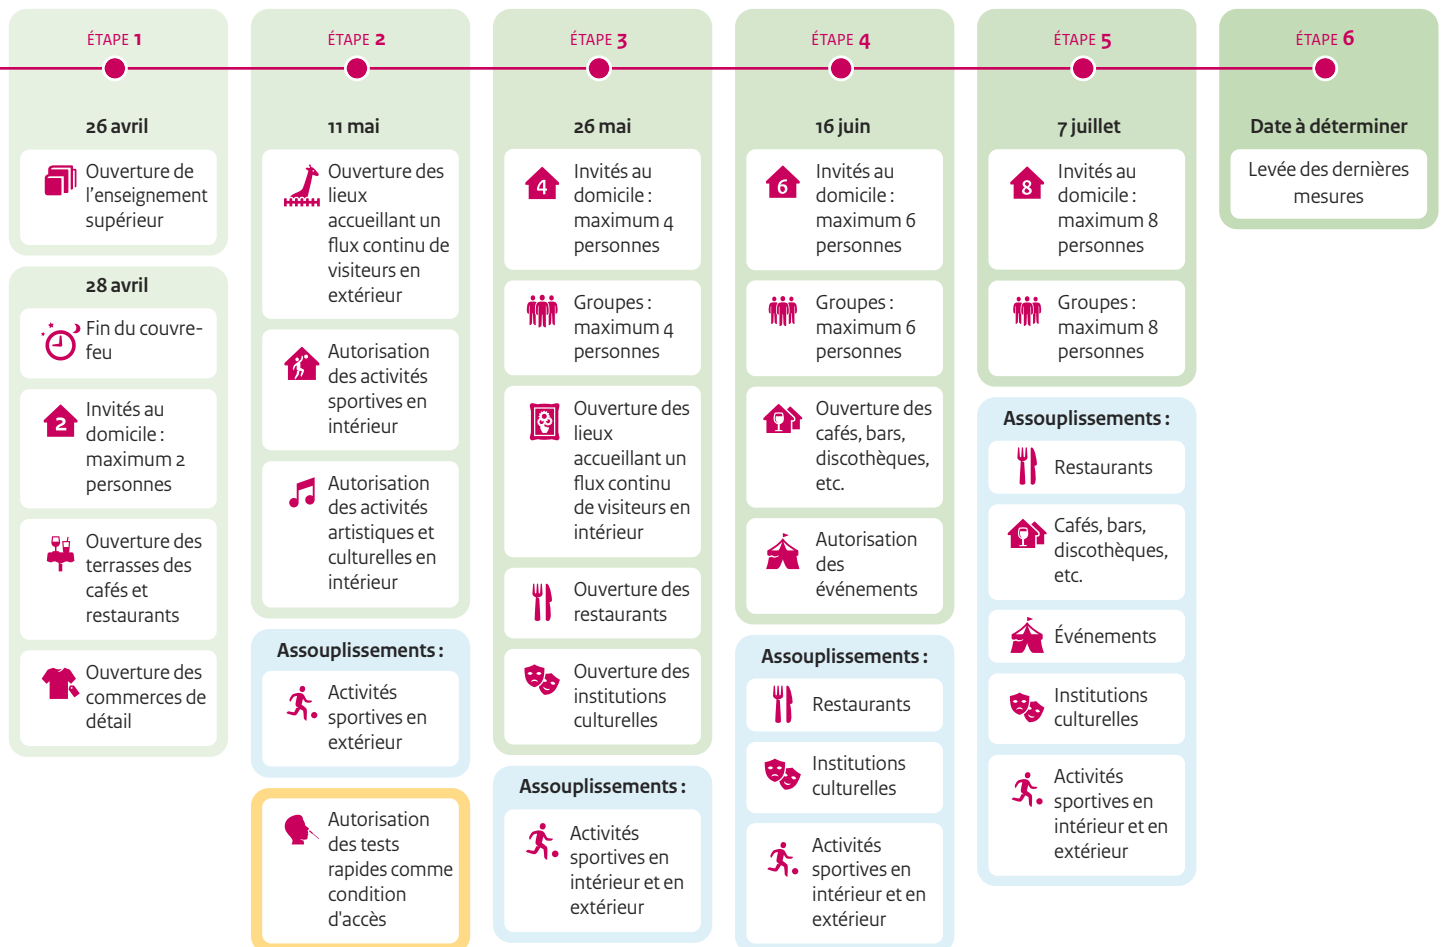 ÉTAPE 1
26 avril
Ouverture de
l’enseignement
supérieur
28 avril
Fin du couvre-
feu
2
Invités au
domicile :
maximum 2
personnes
Ouverture des
terrasses des
cafés et
restaurants
Ouverture des
commerces de
détail
ÉTAPE 2
11 mai
Ouverture des
lieux
accueillant un
flux continu de
visiteurs en
extérieur
Autorisation
des activités
sportives en
intérieur
Autorisation
des activités
artistiques et
culturelles en
intérieur
Assouplissements :
Activités
sportives en
extérieur
Autorisation
des tests
rapides comme
condition
d'accès
ÉTAPE 3
26 mai
4
Invités au
domicile :
maximum 4
personnes
Groupes :
maximum 4
personnes
Ouverture des
lieux
accueillant un
flux continu
de visiteurs en
intérieur
Ouverture des
restaurants
Ouverture des
institutions
culturelles
Assouplissements :
Activités
sportives en
intérieur et en
extérieur
ÉTAPE 4
16 juin
6
Invités au
domicile :
maximum 6
personnes
Groupes :
maximum 6
personnes
Ouverture des
cafés, bars,
discothèques,
etc.
Autorisation
des
événements
Assouplissements :
Restaurants
Institutions
culturelles
Activités
sportives en
intérieur et en
extérieur
ÉTAPE 5
7 juillet
8
Invités au
domicile :
maximum 8
personnes
Groupes :
maximum 8
personnes
Assouplissements :
Restaurants
Cafés, bars,
discothèques,
etc.
Événements
Institutions
culturelles
Activités
sportives en
intérieur et en
extérieur
ÉTAPE 6
Date à déterminer
Levée des dernières
mesures